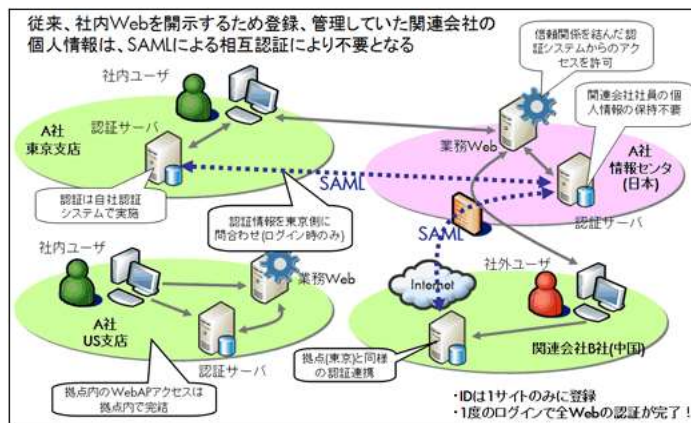 従来、社内Webを開示するため登録、管理していた関連会社の
個人情報は、SAMLによる相互認証により不要となる
社内ユーザ
信頼関係を結んだ認
証システムからのアク
セスを許可
A社
東京支店
認証サーバ
業務Web
関連会社社員の個
人情報の保持不要
A社
情報センタ
(日本)
認証は自社認証
システムで実施
SAML
認証情報を東京側に
問合わせ(ログイン時のみ)
SAML
認証サーバ
社内ユーザ
業務Web
社外ユーザ
Internet
A社
US支店
認証サーバ
拠点(東京)と同様
の認証連携
関連会社B社(中国)
拠点内のWebAPアクセスは
拠点内で完結
・IDは1サイトのみに登録
・1度のログインで全Webの認証が完了！